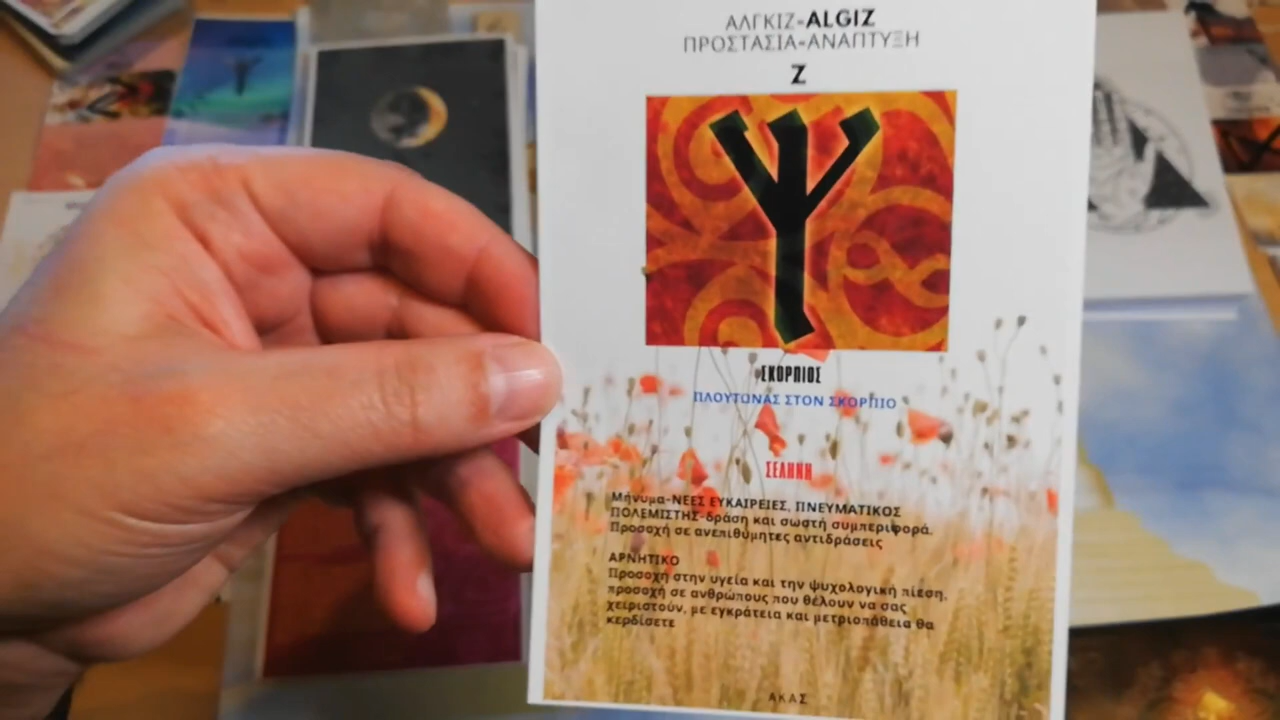 ΑΛΓΚΙΖ-ALGIZ
ΠΡΟΣΤΑΣΙΑ-ΑΝΑΠΤΥΞΗ
Z
ΣΚΟΡΠΙΟΣ
ΠΛΟΥΤΩΝΑΣ ΣΤΟΝ ΣΚΟΡΠΙΟ
ΣΕΛΗΝΗ
Μήνυμα-ΝΕΕΣ ΕΥΚΑΙΡΕΙΕΣ, ΠΝΕΥΜΑΤΙΚΟΣ
ΠΟΛΕΜΙΣΤΗΣ-δράση και σωστή συμπεριφορά.
Προσοχή σε ανεπιθύμητες αντιδράσεις
ΑΡΝΗΤΙΚΟ
Προσοχή στην υγεία και την ψυχολογική πίεση,
προσοχή σε ανθρώπους που θέλουν να σας
χειριστούν, με εγκράτεια και μετριοπάθεια θα
κερδίσετε
ΑΚΑΣ